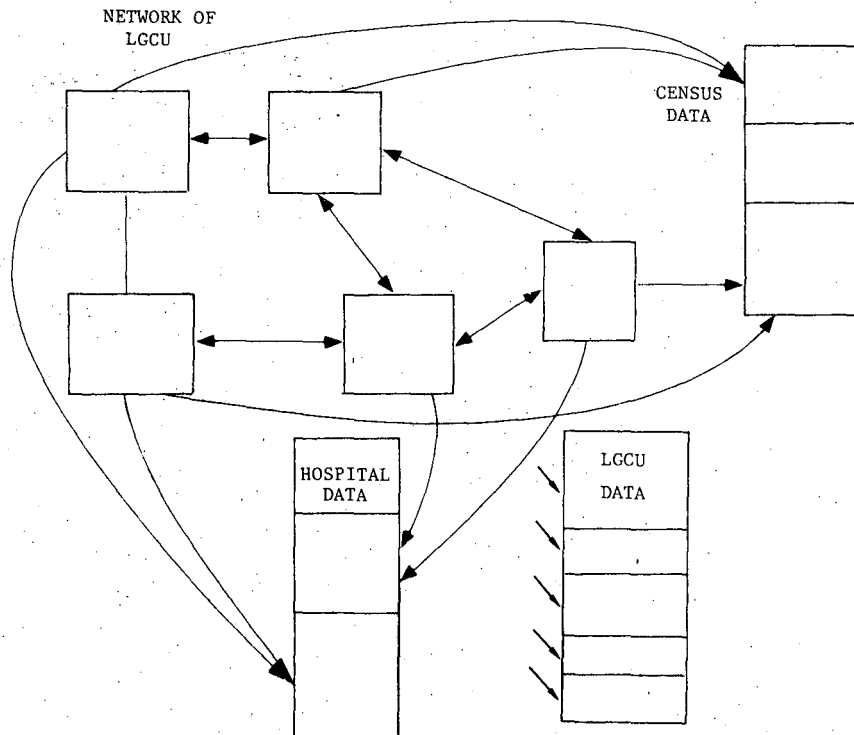 NETWORK OF
LGCU
CENSUS
DATA
HOSPITAL
DATA
LGCU
DATA